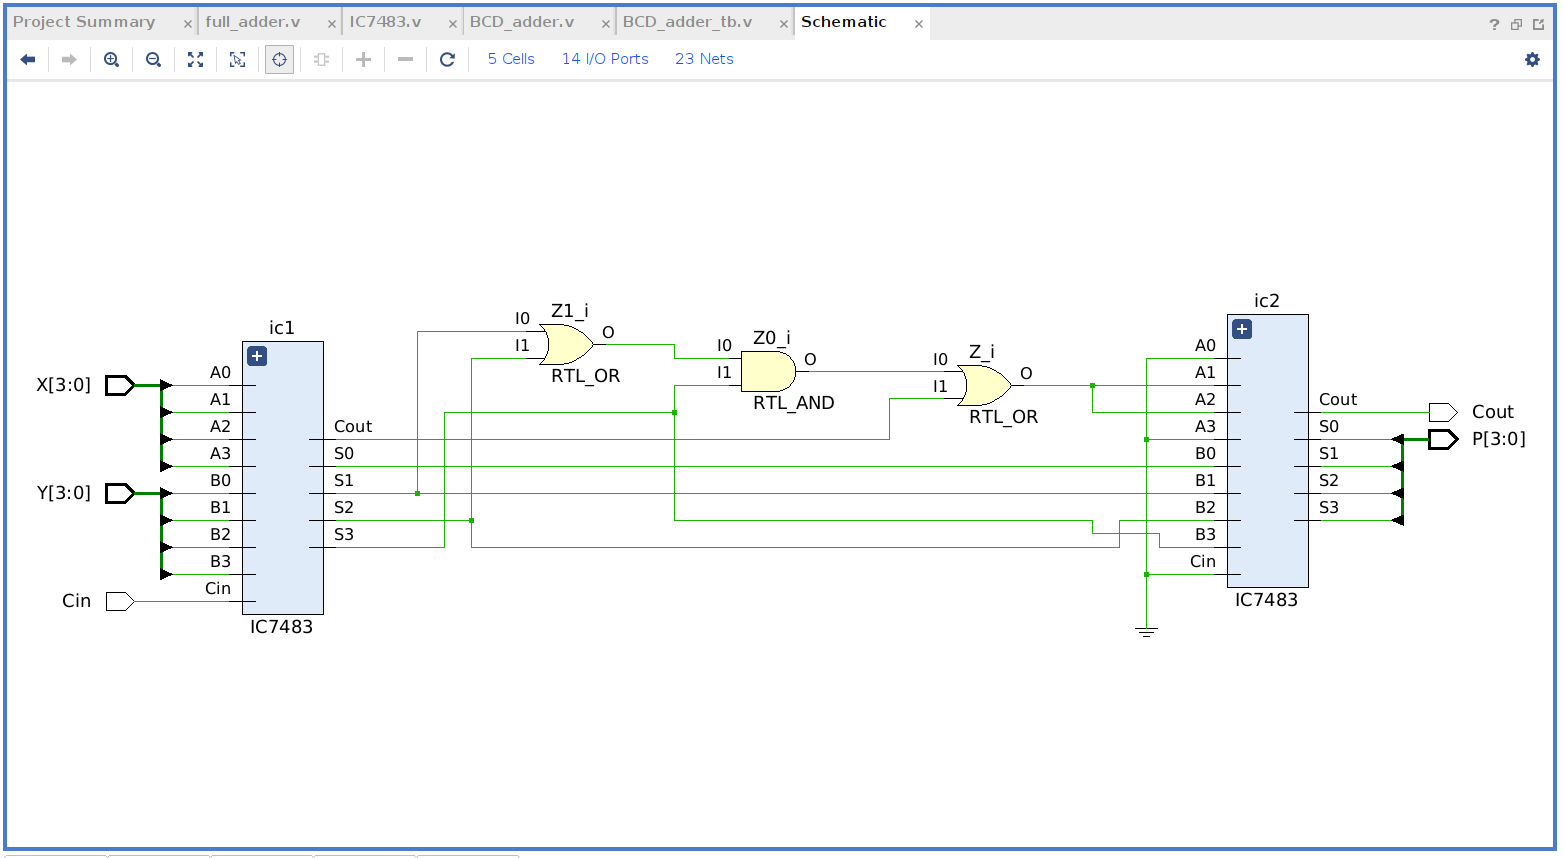 Project Summary × full_adder.v × IC7483.v × BCD_adder.v × BCD_adder_tb.v × Schematic × ?
5 Cells 14 I/O Ports 23 Nets
ic1
X[3:0]
Y[3:0]
Cin
A0
A1
A2
A3
B0
B1
B2
B3
Cin
Cout
S0
S1
S2
S3
IC7483
Z1_i
I0
I1
O
RTL_OR
Z0_i
I0
I1
O
RTL_AND
Z_i
I0
I1
O
RTL_OR
ic2
A0
A1
A2
A3
B0
B1
B2
B3
Cin
Cout
S0
S1
S2
S3
IC7483
Cout
P[3:0]